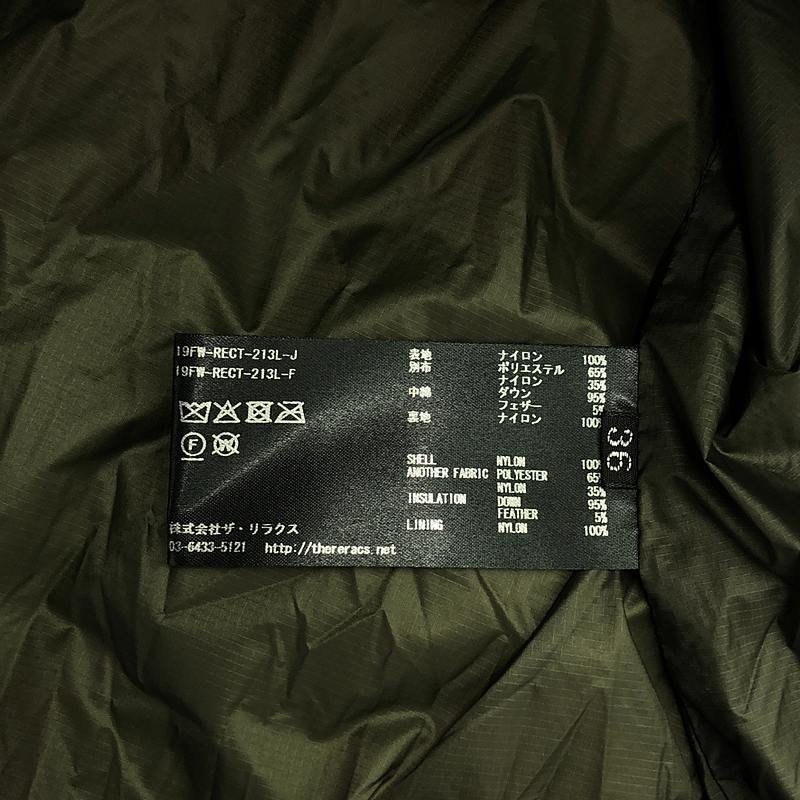 19FW-RECT-213L-J
19FW-RECT-213L-F
F
W
表地 ナイロン 100%
別布 ポリエステル 65%
ナイロン 35%
中綿 ダウン 95%
フェザー 5%
裏地 ナイロン 100%
36
SHELL NYLON 100%
ANOTHER FABRIC POLYESTER 65%
NYLON 35%
INSULATION DOWN 95%
FEATHER 5%
LINING NYLON 100%
株式会社ザ・リラクス
03-6433-5121 http://thereracs.net